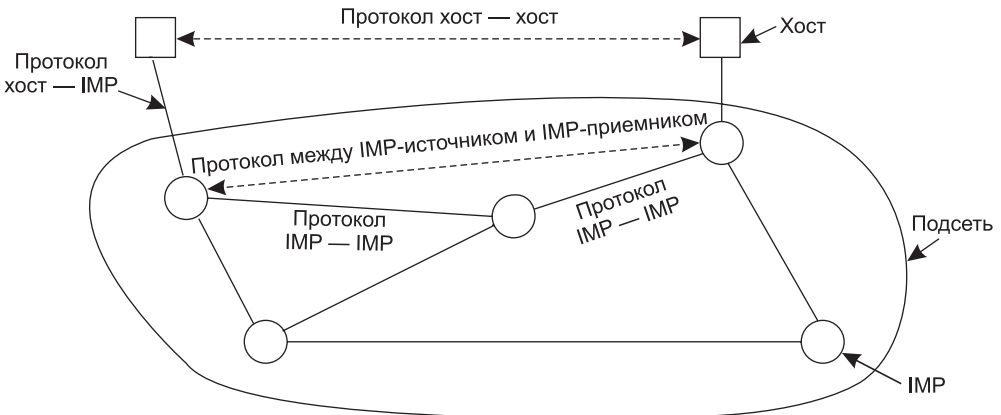 Протокол хост — хост
Хост
Протокол
хост — IMP
Протокол между IMP-источником и IMP-приемником
Протокол
IMP — IMP
Протокол
IMP — IMP
Подсеть
IMP